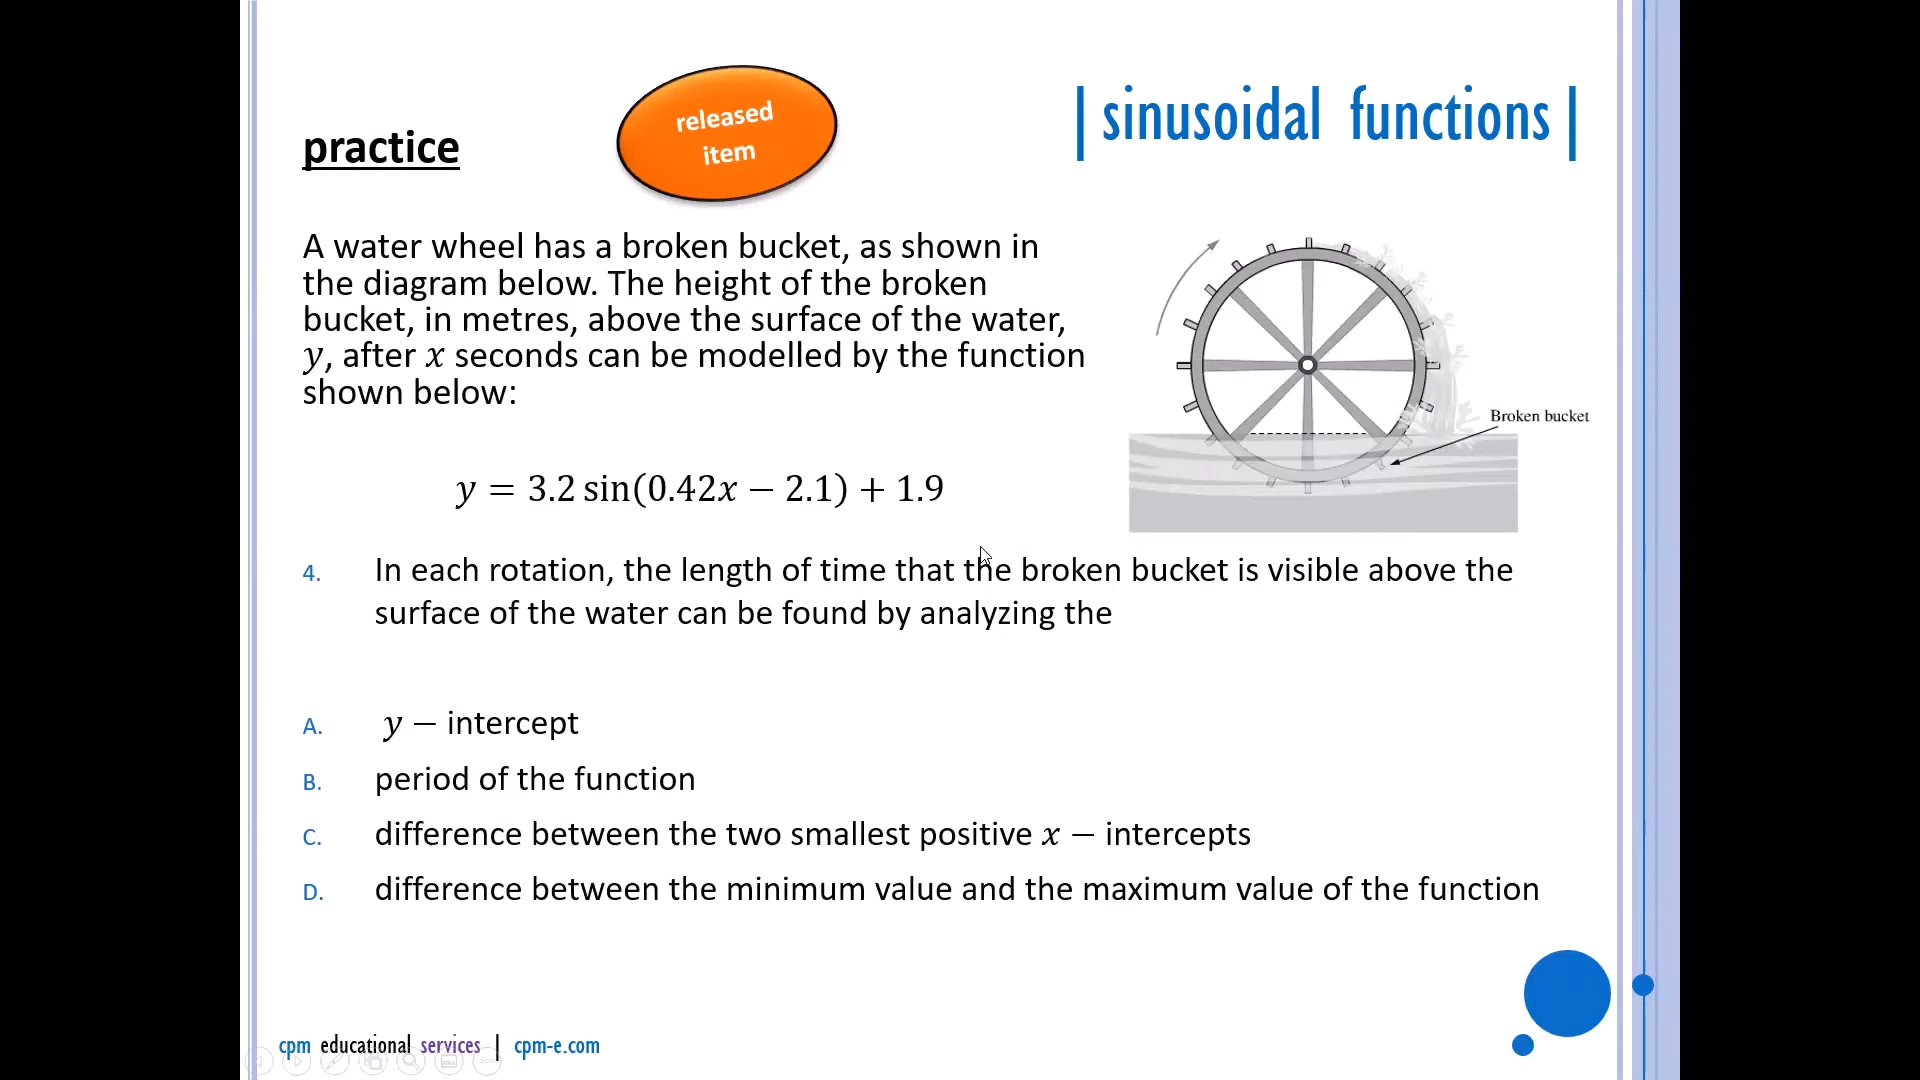 released
item
| sinusoidal functions |
practice
A water wheel has a broken bucket, as shown in
the diagram below. The height of the broken
bucket, in metres, above the surface of the water,
y, after x seconds can be modelled by the function
shown below:
Broken bucket
y = 3.2 sin(0.42x − 2.1) + 1.9
4. In each rotation, the length of time that the broken bucket is visible above the
surface of the water can be found by analyzing the
A. y − intercept
B. period of the function
C. difference between the two smallest positive x − intercepts
D. difference between the minimum value and the maximum value of the function
cpm educational services | cpm-e.com